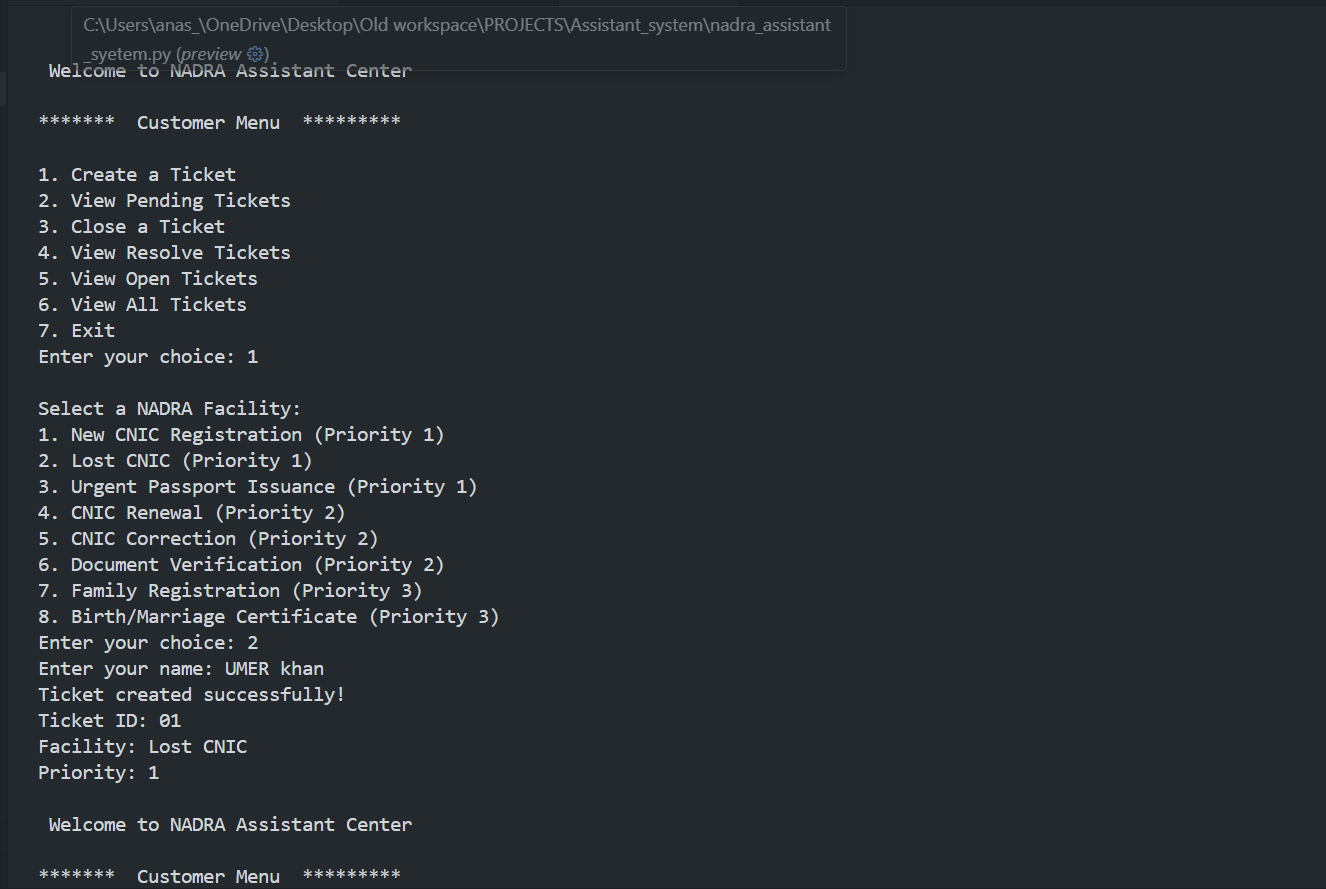 C:\Users\anas_\OneDrive\Desktop\Old workspace\PROJECTS\Assistant_system\nadra_assistant
_syetem.py (preview ⚙)
Welcome to NADRA Assistant Center
******* Customer Menu *********
1. Create a Ticket
2. View Pending Tickets
3. Close a Ticket
4. View Resolve Tickets
5. View Open Tickets
6. View All Tickets
7. Exit
Enter your choice: 1
Select a NADRA Facility:
1. New CNIC Registration (Priority 1)
2. Lost CNIC (Priority 1)
3. Urgent Passport Issuance (Priority 1)
4. CNIC Renewal (Priority 2)
5. CNIC Correction (Priority 2)
6. Document Verification (Priority 2)
7. Family Registration (Priority 3)
8. Birth/Marriage Certificate (Priority 3)
Enter your choice: 2
Enter your name: UMER khan
Ticket created successfully!
Ticket ID: 01
Facility: Lost CNIC
Priority: 1
Welcome to NADRA Assistant Center
******* Customer Menu *********